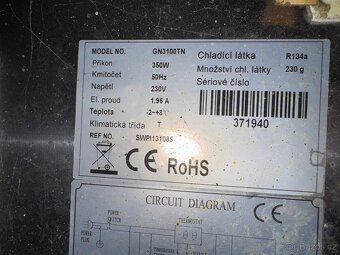 MODEL NO. GN3100TN
Příkon 350W
Kmitočet 50Hz
Napětí 230V
El. proud 1.95 A
Teplota -2~+8℃
Klimatická třída T
REF NO. SWPI131085
Chladící látka R134a
Množství chl. látky 230 g
Sériové číslo
371940
CE RoHS
CIRCUIT DIAGRAM
POWER SWITCH
THERMOSTAT
POWER PLUG
TEMPERATURE
CE